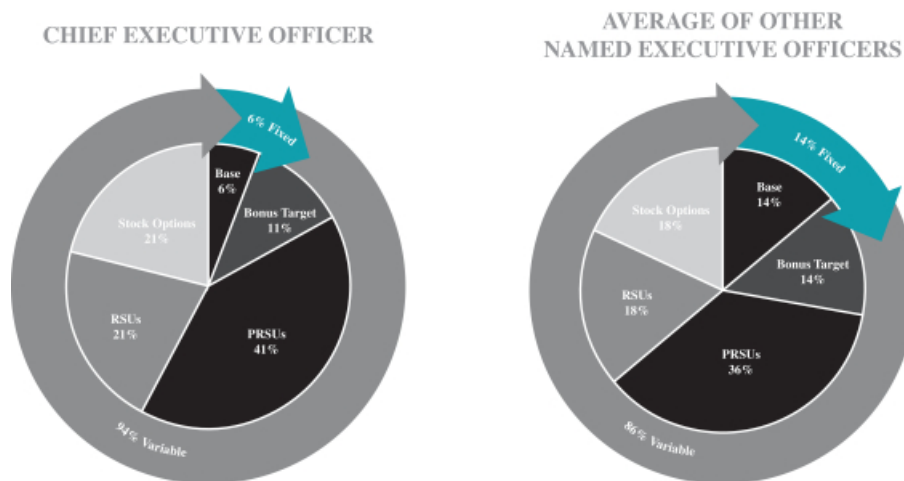 CHIEF EXECUTIVE OFFICER
6% Fixed
Base
6%
Bonus Target
11%
Stock Options
21%
RSUs
21%
PRSUs
41%
94% Variable
AVERAGE OF OTHER
NAMED EXECUTIVE OFFICERS
14% Fixed
Base
14%
Stock Options
18%
Bonus Target
14%
RSUs
18%
PRSUs
36%
86% Variable